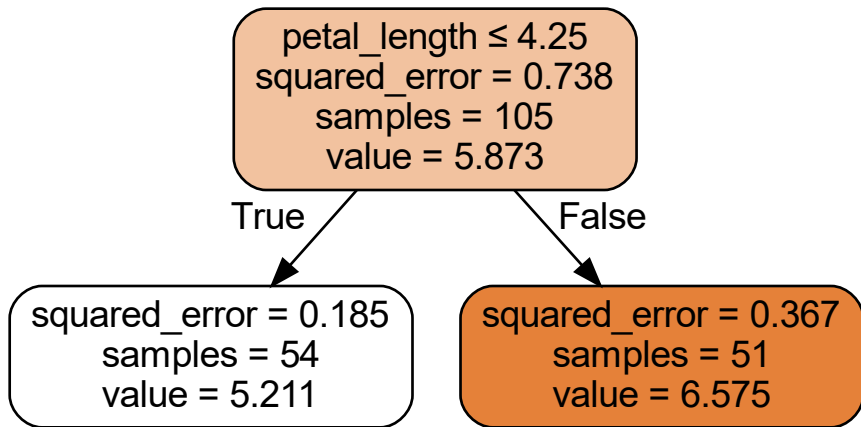 petal_length ≤ 4.25
squared_error = 0.738
samples = 105
value = 5.873
True
False
squared_error = 0.185
samples = 54
value = 5.211
squared_error = 0.367
samples = 51
value = 6.575